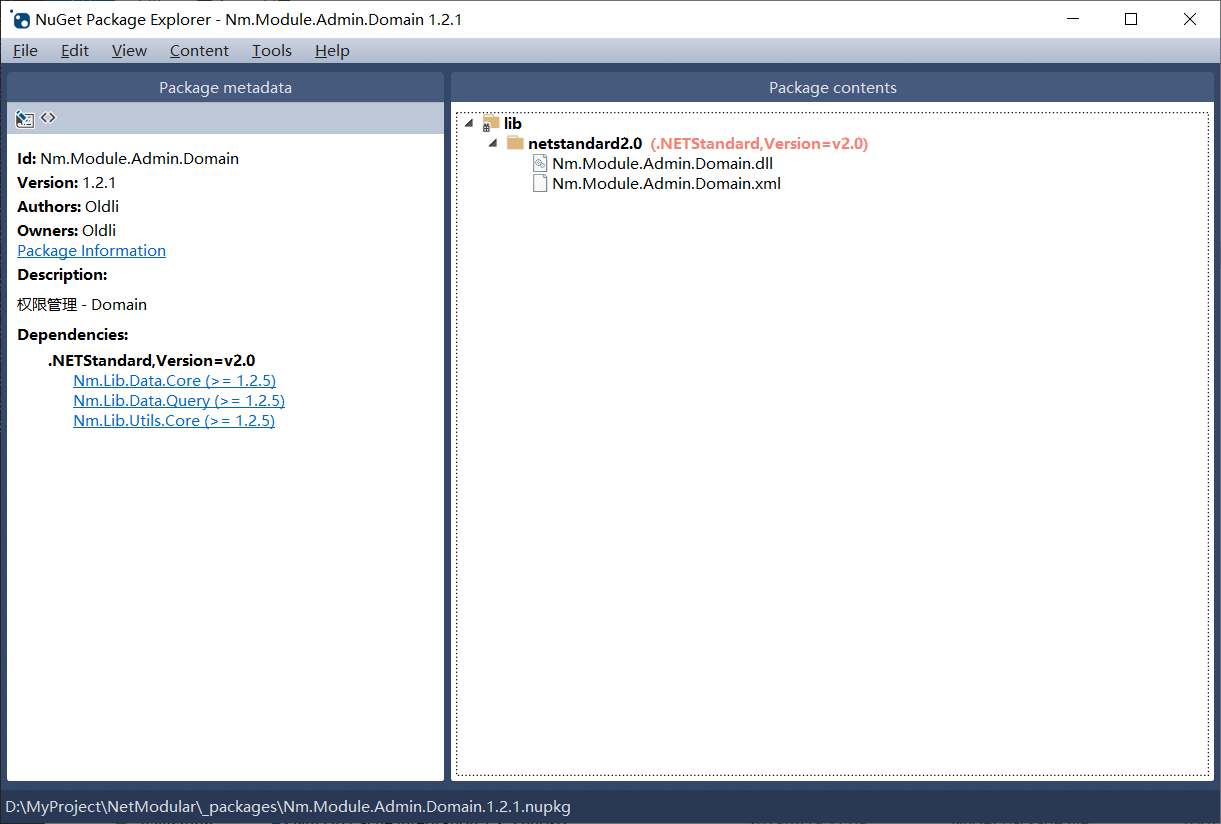 NuGet Package Explorer - Nm.Module.Admin.Domain 1.2.1
File Edit View Content Tools Help
Package metadata
Id: Nm.Module.Admin.Domain
Version: 1.2.1
Authors: Oldli
Owners: Oldli
Package Information
Description:
权限管理 - Domain
Dependencies:
.NETStandard,Version=v2.0
Nm.Lib.Data.Core (>= 1.2.5)
Nm.Lib.Data.Query (>= 1.2.5)
Nm.Lib.Utils.Core (>= 1.2.5)
Package contents
lib
netstandard2.0 (.NETStandard,Version=v2.0)
Nm.Module.Admin.Domain.dll
Nm.Module.Admin.Domain.xml
D:\MyProject\NetModular\_packages\Nm.Module.Admin.Domain.1.2.1.nupkg